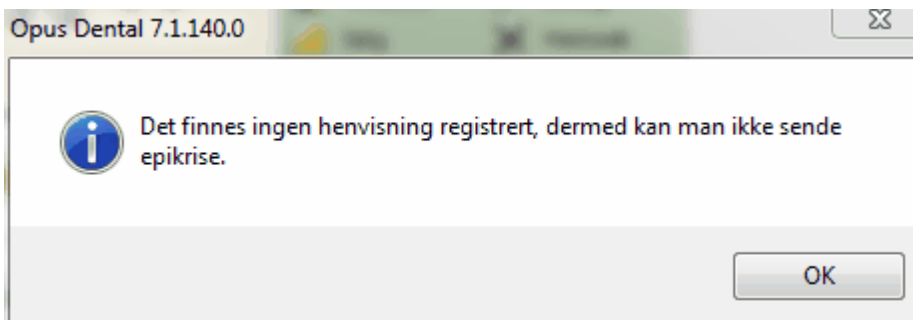 Opus Dental 7.1.140.0
Det finnes ingen henvisning registrert, dermed kan man ikke sende
epikrise.
OK